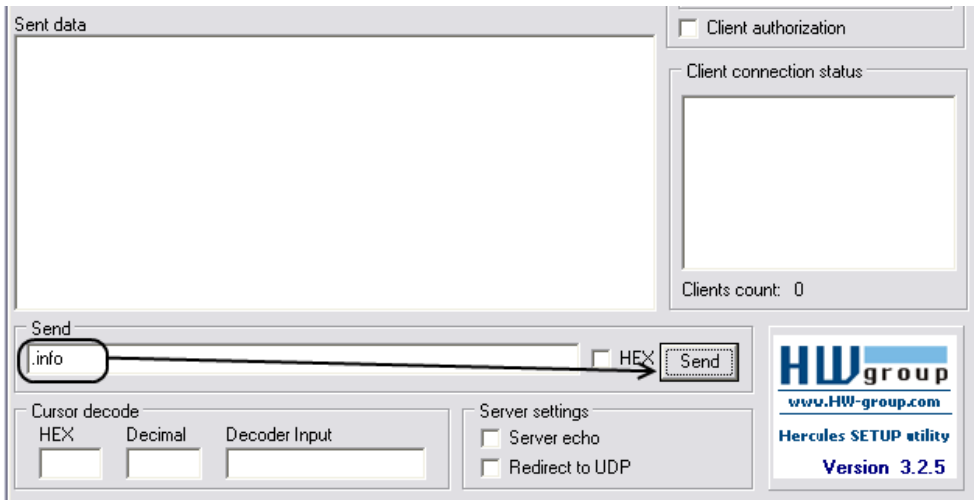 Sent data
Client authorization
Client connection status
Clients count: 0
Send
.info
HEX
Send
Cursor decode
HEX Decimal Decoder Input
Server settings
Server echo
Redirect to UDP
HWgroup
www.HW-group.com
Hercules SETUP utility
Version 3.2.5